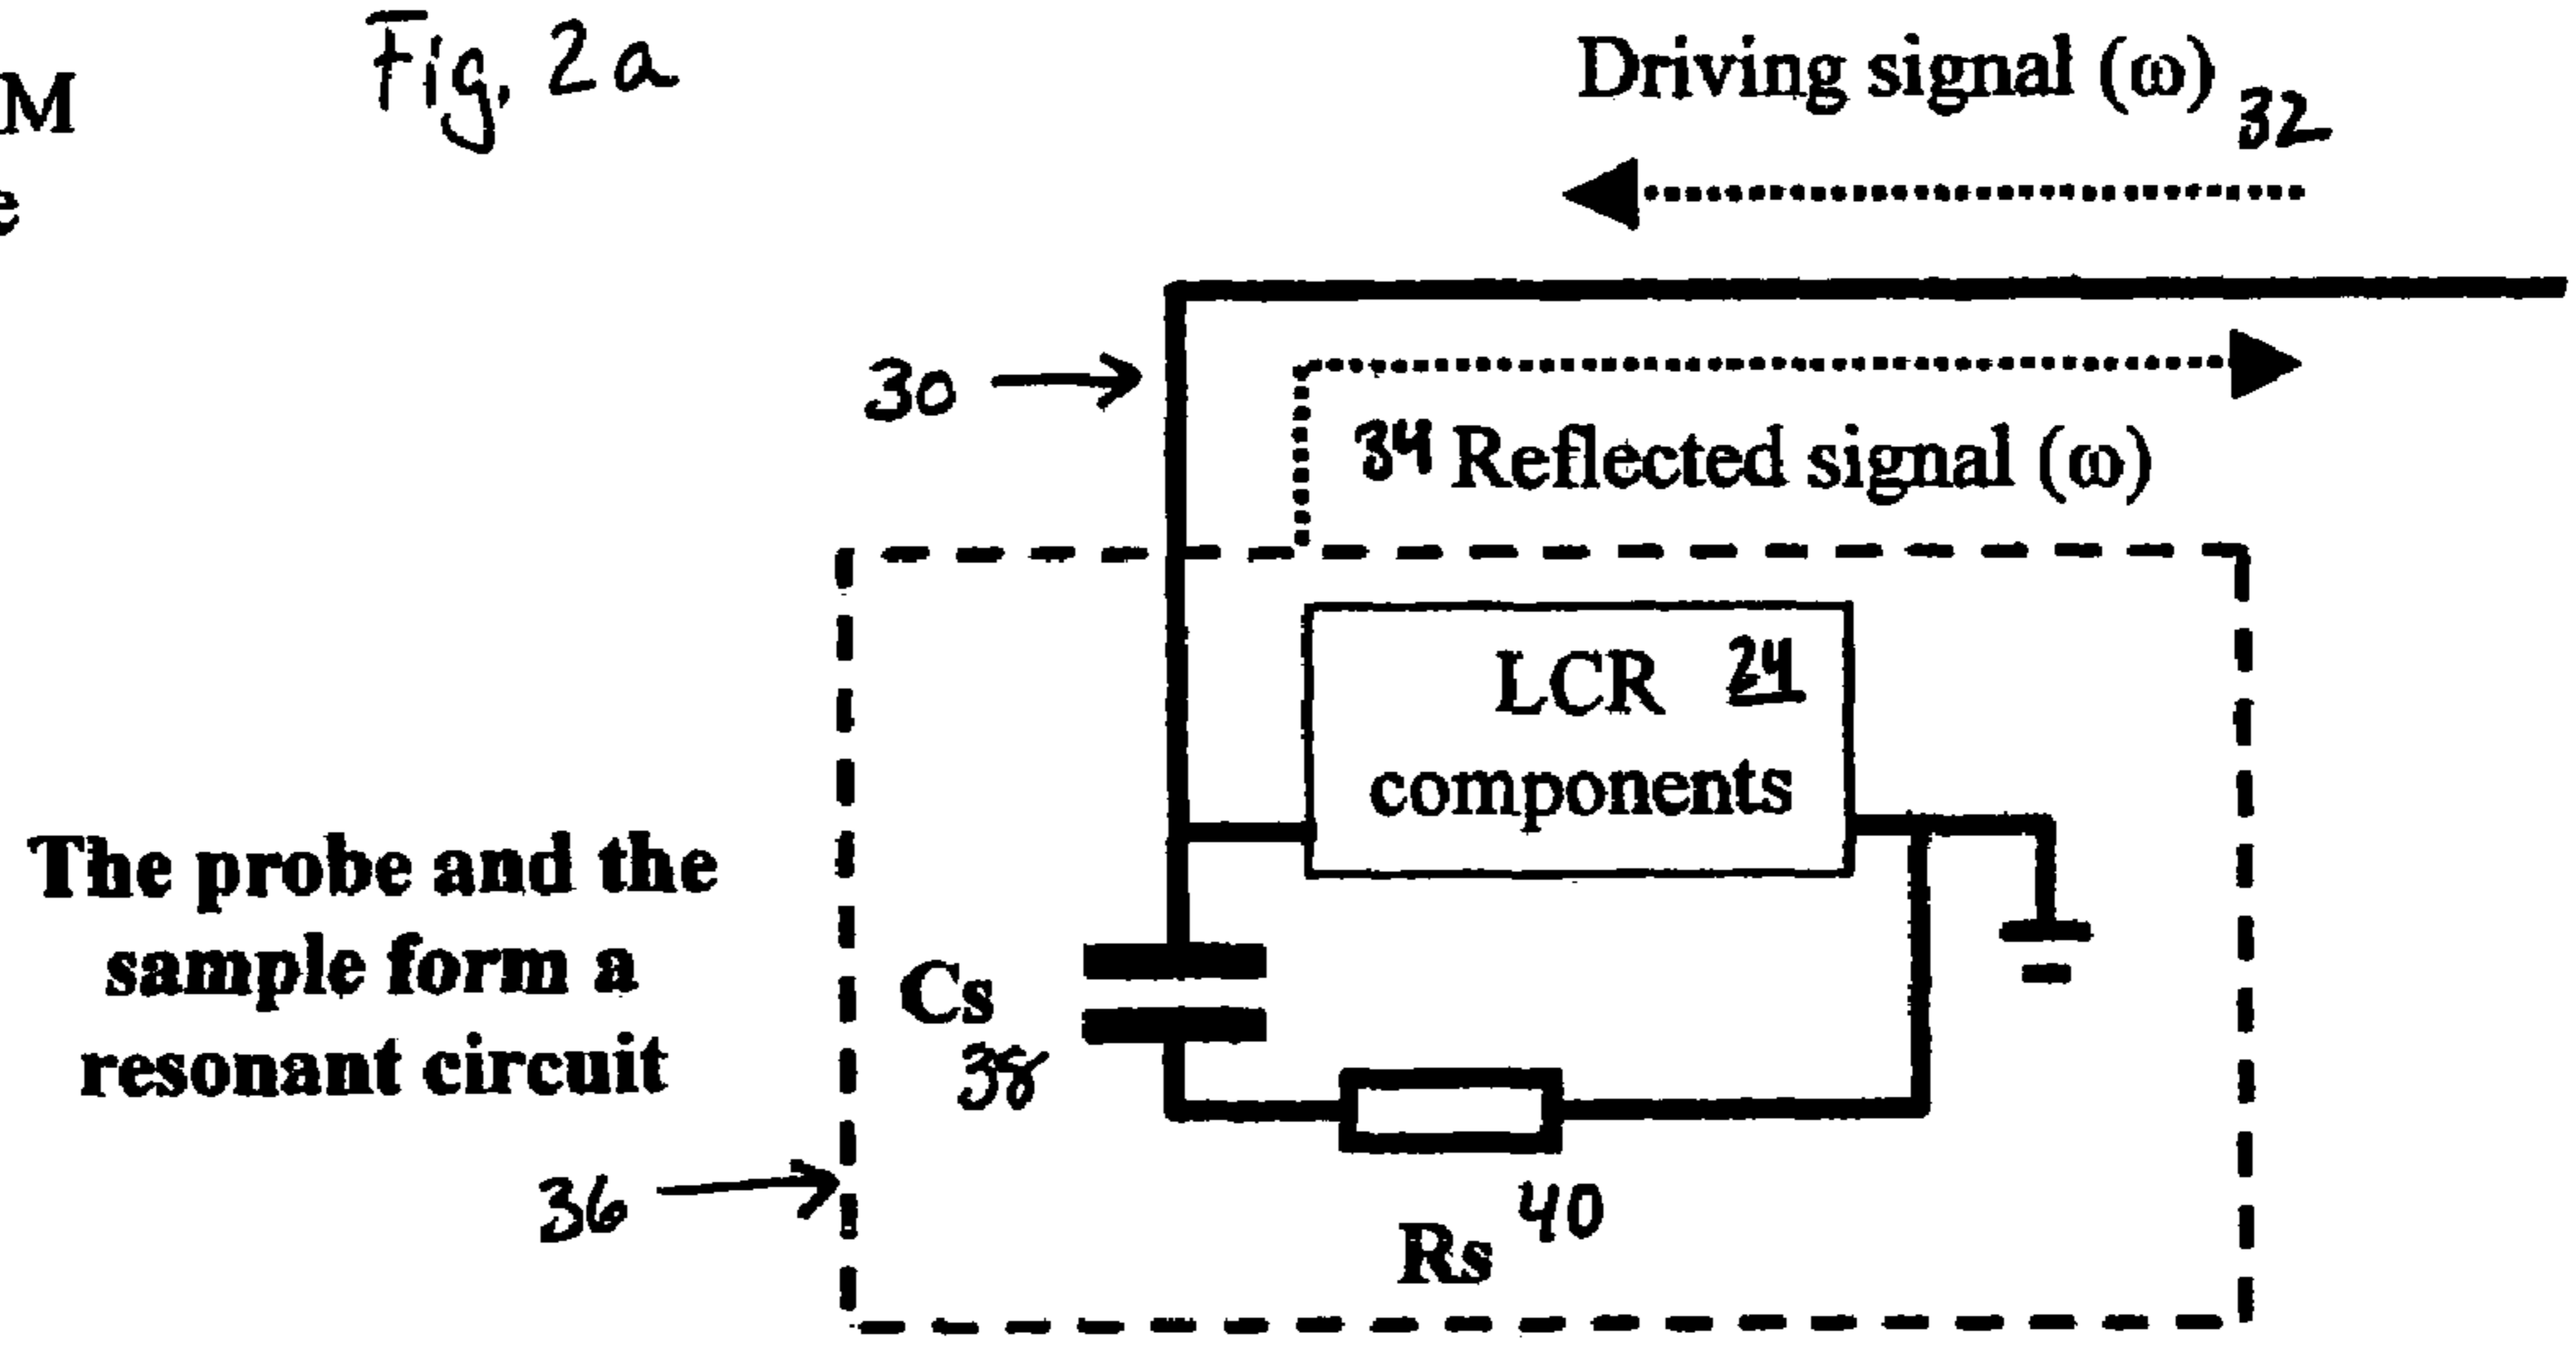 Fig. 2a
M
e
Driving signal (ω) 32
30
34 Reflected signal (ω)
LCR 24
components
The probe and the
sample form a
resonant circuit
Cs
38
36
40
Rs